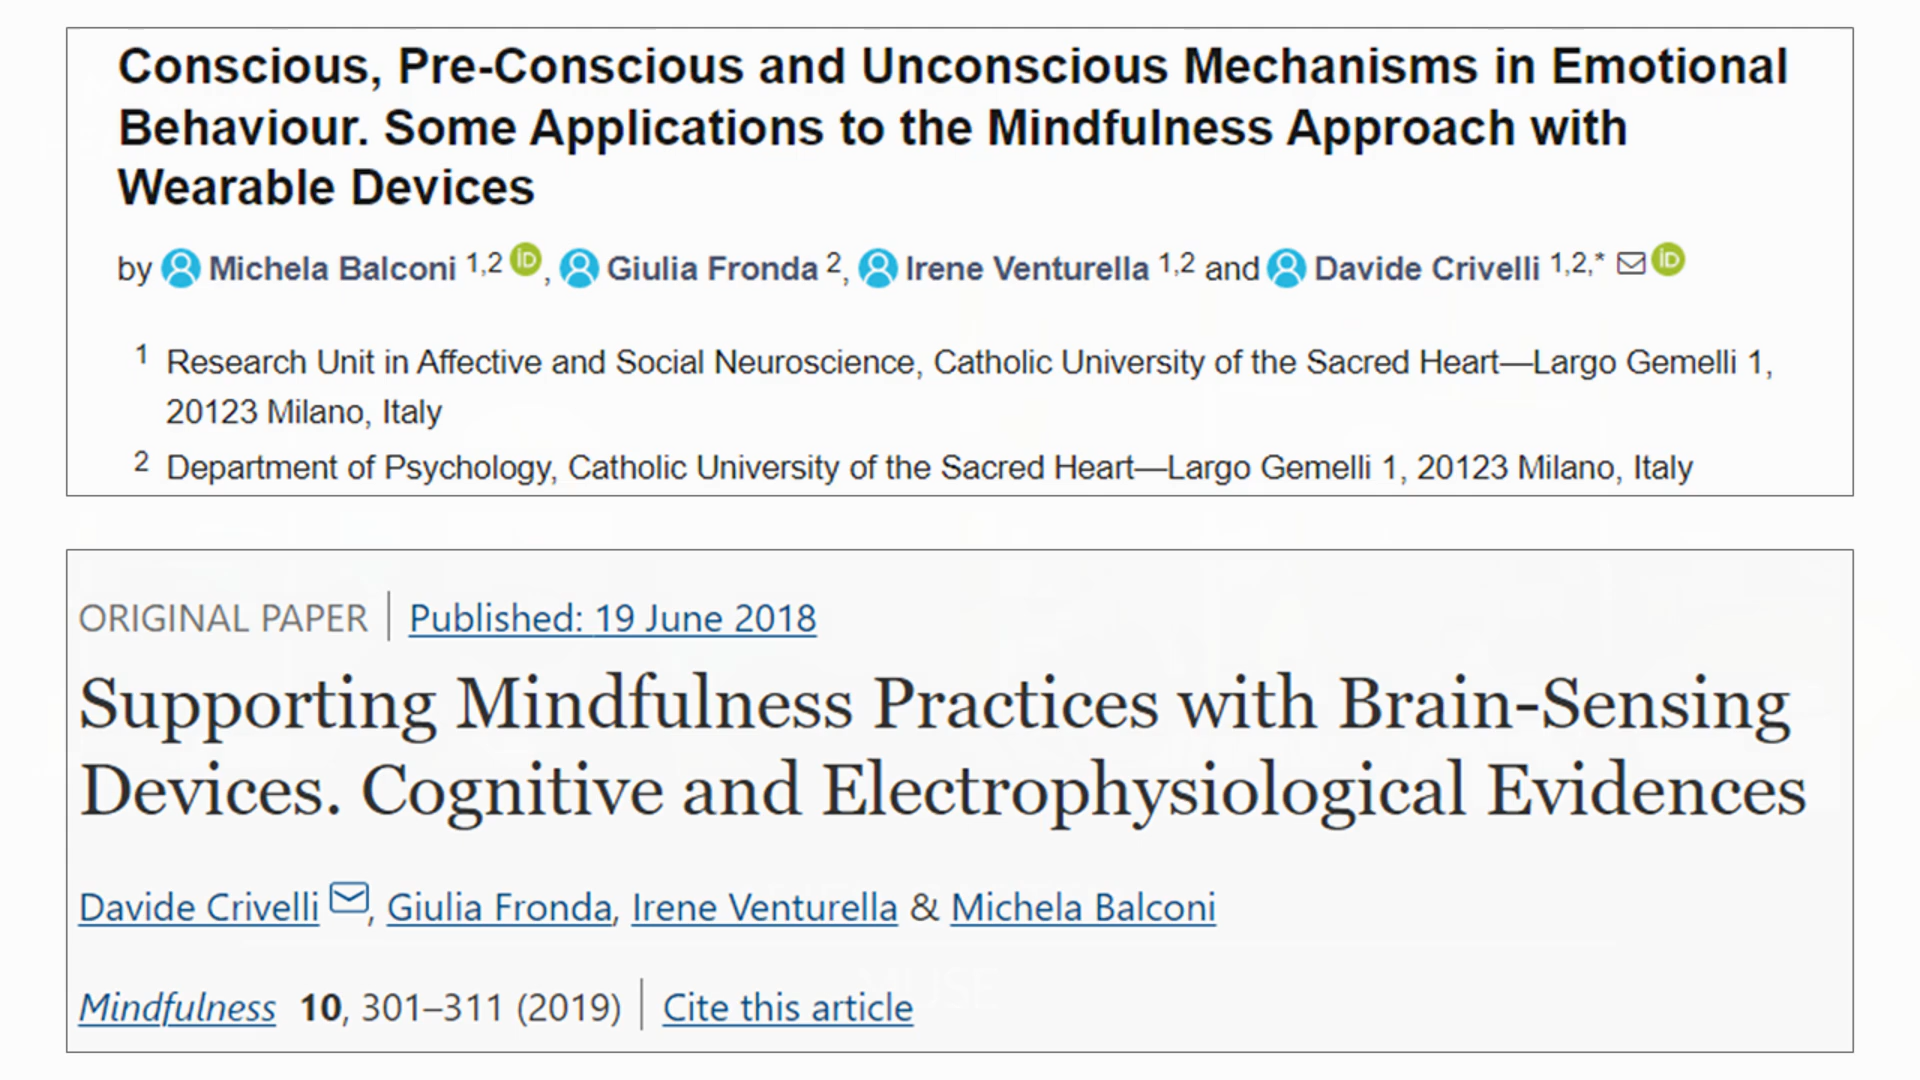 Conscious, Pre-Conscious and Unconscious Mechanisms in Emotional
Behaviour. Some Applications to the Mindfulness Approach with
Wearable Devices
by Michela Balconi 1,2 iD, Giulia Fronda 2, Irene Venturella 1,2 and Davide Crivelli 1,2,* iD
1 Research Unit in Affective and Social Neuroscience, Catholic University of the Sacred Heart—Largo Gemelli 1,
20123 Milano, Italy
2 Department of Psychology, Catholic University of the Sacred Heart—Largo Gemelli 1, 20123 Milano, Italy
ORIGINAL PAPER | Published: 19 June 2018
Supporting Mindfulness Practices with Brain-Sensing
Devices. Cognitive and Electrophysiological Evidences
Davide Crivelli, Giulia Fronda, Irene Venturella & Michela Balconi
MUSE
Mindfulness 10, 301–311 (2019) | Cite this article